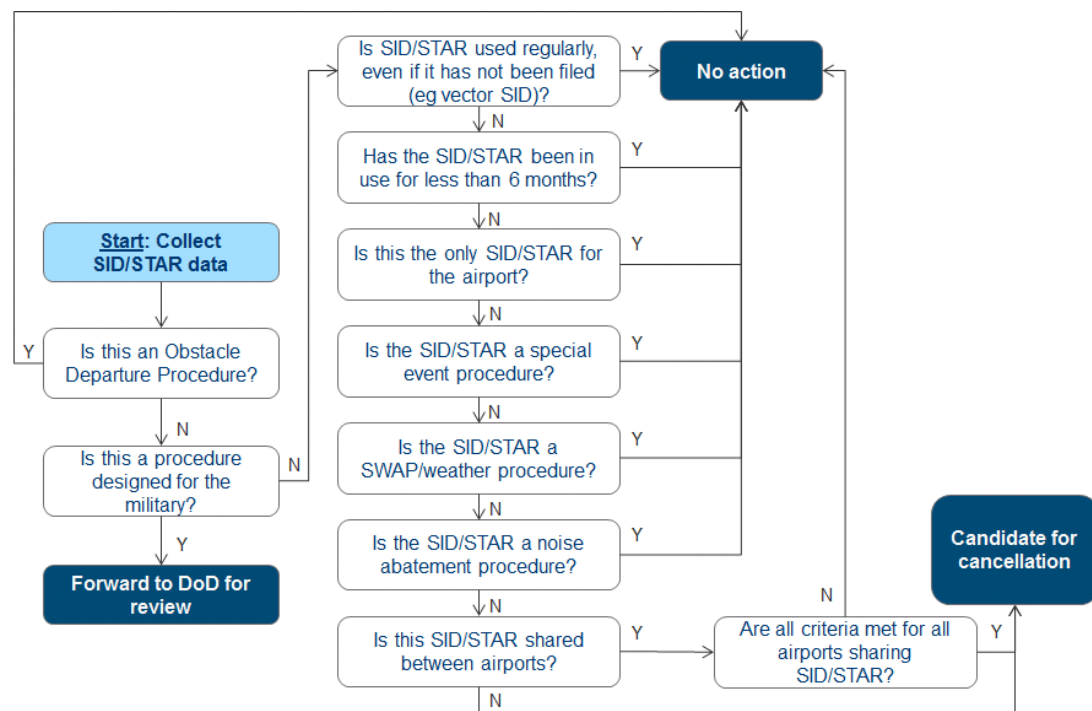 Start: Collect
SID/STAR data
Is this an Obstacle
Departure Procedure?
Y
N
Is this a procedure
designed for the
military?
N
Y
Forward to DoD for
review
Is SID/STAR used regularly,
even if it has not been filed
(eg vector SID)?
Y
No action
N
Has the SID/STAR been in
use for less than 6 months?
Y
N
Is this the only SID/STAR for
the airport?
Y
N
Is the SID/STAR a special
event procedure?
Y
N
Is the SID/STAR a
SWAP/weather procedure?
Y
N
Is the SID/STAR a noise
abatement procedure?
Y
N
Is this SID/STAR shared
between airports?
Y
N
Are all criteria met for all
airports sharing
SID/STAR?
N
Y
Candidate for
cancellation